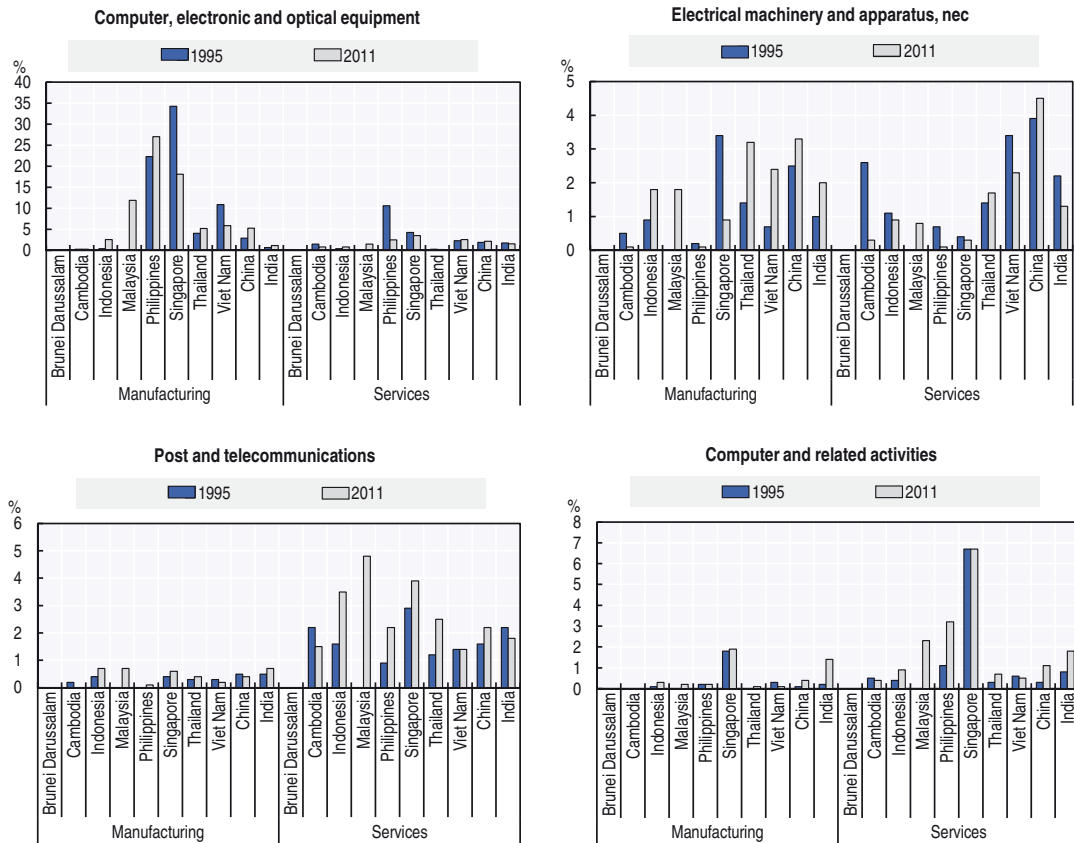 Computer, electronic and optical equipment
1995 2011
%
40
35
30
25
20
15
10
5
0
Brunei Darussalam
Cambodia
Indonesia
Malaysia
Philippines
Singapore
Thailand
Viet Nam
China
India
Brunei Darussalam
Cambodia
Indonesia
Malaysia
Philippines
Singapore
Thailand
Viet Nam
China
India
Manufacturing Services
Electrical machinery and apparatus, nec
1995 2011
%
5
4
3
2
1
0
Brunei Darussalam
Cambodia
Indonesia
Malaysia
Philippines
Singapore
Thailand
Viet Nam
China
India
Brunei Darussalam
Cambodia
Indonesia
Malaysia
Philippines
Singapore
Thailand
Viet Nam
China
India
Manufacturing Services
Post and telecommunications
1995 2011
%
6
5
4
3
2
1
0
Brunei Darussalam
Cambodia
Indonesia
Malaysia
Philippines
Singapore
Thailand
Viet Nam
China
India
Brunei Darussalam
Cambodia
Indonesia
Malaysia
Philippines
Singapore
Thailand
Viet Nam
China
India
Manufacturing Services
Computer and related activities
1995 2011
%
8
7
6
5
4
3
2
1
0
Brunei Darussalam
Cambodia
Indonesia
Malaysia
Philippines
Singapore
Thailand
Viet Nam
China
India
Brunei Darussalam
Cambodia
Indonesia
Malaysia
Philippines
Singapore
Thailand
Viet Nam
China
India
Manufacturing Services